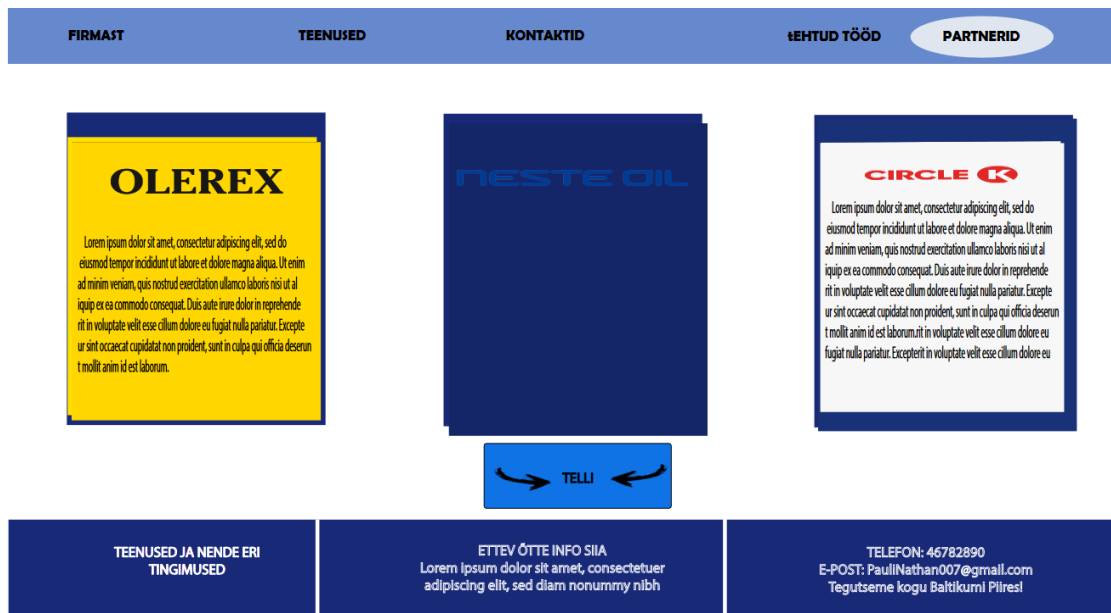 FIRMAST
TEENUSED
KONTAKTID
tEHTUD TÖÖD
PARTNERID
OLEREX
Lorem ipsum dolor sit amet, consectetur adipiscing elit, sed do
eiusmod tempor incididunt ut labore et dolore magna aliqua. Ut enim
ad minim veniam, quis nostrud exercitation ullamco laboris nisi ut al
iquip ex ea commodo consequat. Duis aute irure dolor in reprehende
rit in voluptate velit esse cillum dolore eu fugiat nulla pariatur. Excepte
ur sint occaecat cupidatat non proident, sunt in culpa qui officia deserun
t mollit anim id est laborum.
NESTE OIL
CIRCLE K
Lorem ipsum dolor sit amet, consectetur adipiscing elit, sed do
eiusmod tempor incididunt ut labore et dolore magna aliqua. Ut enim
ad minim veniam, quis nostrud exercitation ullamco laboris nisi ut al
iquip ex ea commodo consequat. Duis aute irure dolor in reprehende
rit in voluptate velit esse cillum dolore eu fugiat nulla pariatur. Excepte
ur sint occaecat cupidatat non proident, sunt in culpa qui officia deserun
t mollit anim id est laborum.rit in voluptate velit esse cillum dolore eu
fugiat nulla pariatur. Excepterit in voluptate velit esse cillum dolore eu
TELLI
TEENUSED JA NENDE ERI
TINGIMUSED
ETTEV ÕTTE INFO SIIA
Lorem ipsum dolor sit amet, consectetuer
adipiscing elit, sed diam nonummy nibh
TELEFON: 46782890
E-POST: PauliNathan007@gmail.com
Tegutseme kogu Baltikumi Piires!